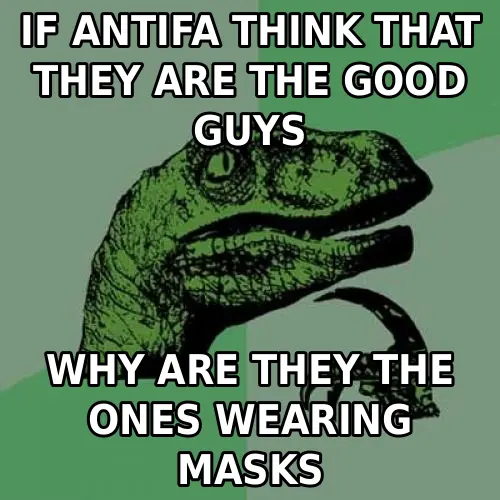 IF ANTIFA THINK THAT
THEY ARE THE GOOD
GUYS
WHY ARE THEY THE
ONES WEARING
MASKS